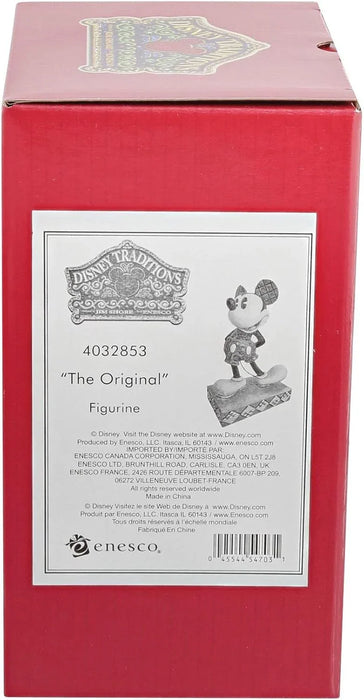 DISNEY TRADITIONS
JIM SHORE ENESCO
4032853
"The Original"
Figurine
© Disney Visit the Disney website at www.Disney.com
Produced by Enesco, LLC. Itasca, IL 60143 / www.enesco.com
IMPORTED/IMPORTÉ PAR:
ENESCO CANADA CORPORATION, MISSISSAUGA, ON L5T 2J8
ENESCO LTD, BRUNTHILL ROAD, CARLISLE. CA3 0EN, UK
ENESCO FRANCE, 2426 ROUTE DÉPARTEMENTALE 6007-BP 209,
06272 VILLENEUVE LOUBET-FRANCE
All rights reserved worldwide
Made in China
© Disney Visitez le site Web de Disney à www.Disney.com
Produit par Enesco, LLC. Itasca IL 60143 / www.enesco.com
Tous droits réservés à l'échelle mondiale
Fabriqué En Chine
enesco.
0 45544 54703 1